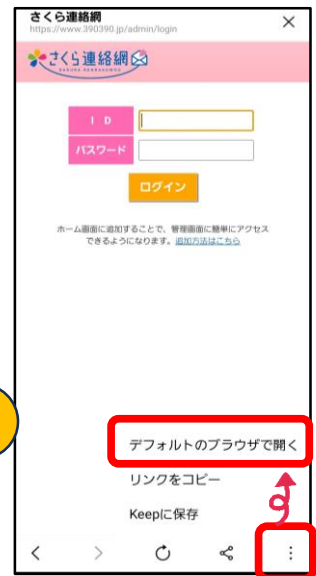 さくら連絡網
https://www.390390.jp/admin/login
さくら連絡網
SAKURA RENRAKUMOU
ＩＤ
パスワード
ログイン
ホーム画面に追加することで、管理画面に簡単にアクセス
できるようになります。追加方法はこちら
デフォルトのブラウザで開く
リンクをコピー
Keepに保存